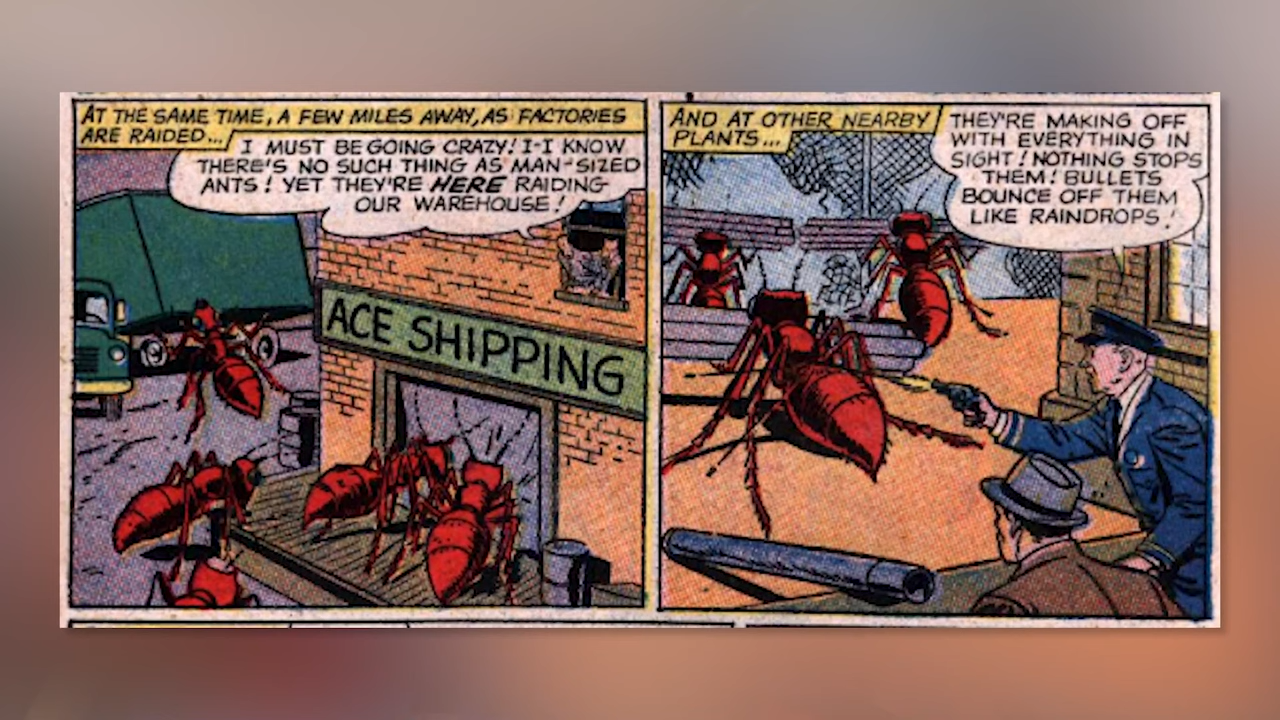 AT THE SAME TIME, A FEW MILES AWAY, AS FACTORIES
ARE RAIDED...
I MUST BE GOING CRAZY! I-I KNOW
THERE'S NO SUCH THING AS MAN-SIZED
ANTS! YET THEY'RE HERE RAIDING
OUR WAREHOUSE!
ACE SHIPPING
AND AT OTHER NEARBY
PLANTS...
THEY'RE MAKING OFF
WITH EVERYTHING IN
SIGHT! NOTHING STOPS
THEM! BULLETS
BOUNCE OFF THEM
LIKE RAINDROPS!